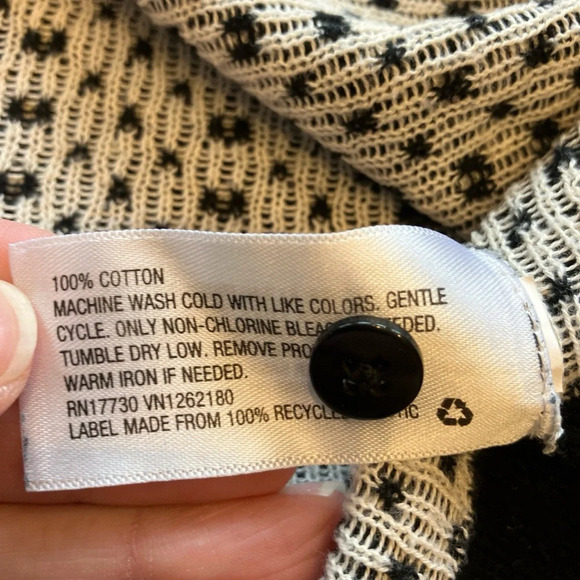 100% COTTON
MACHINE WASH COLD WITH LIKE COLORS. GENTLE
CYCLE. ONLY NON-CHLORINE
TUMBLE DRY LOW. REMOVE
WARM IRON IF NEEDED.
RN17730 VN1262180
LABEL MADE FROM 100%